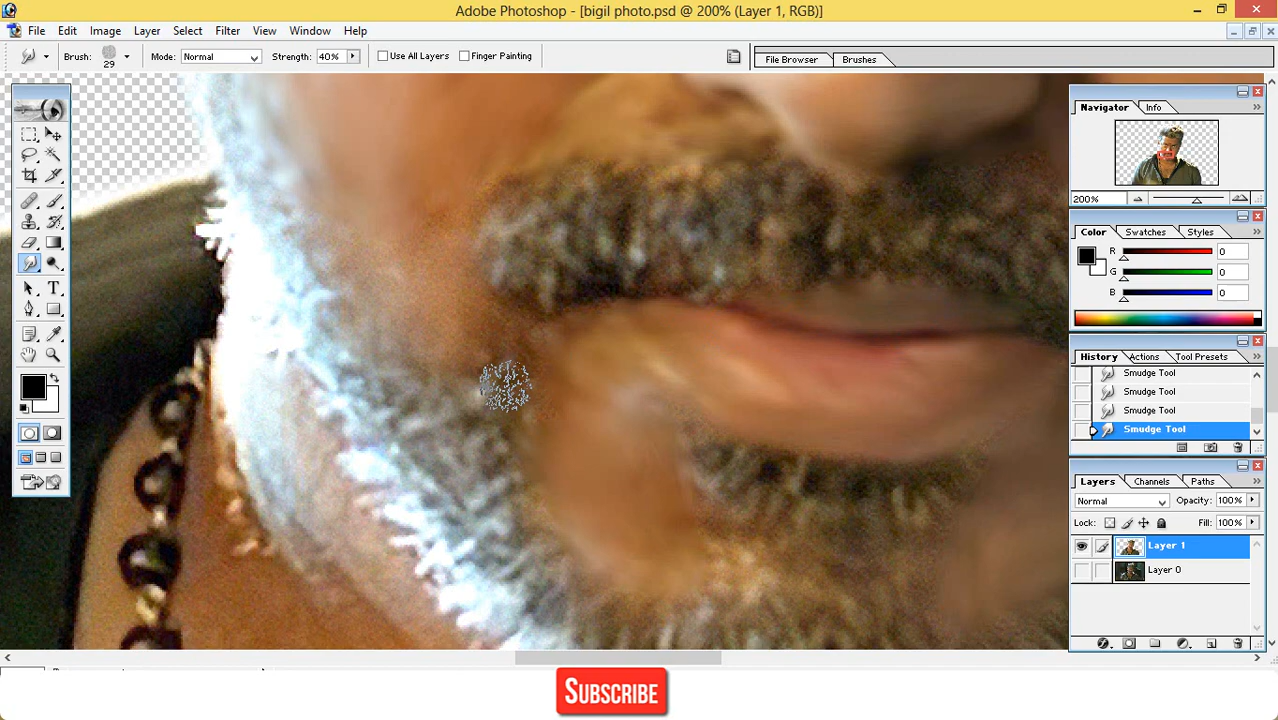 Adobe Photoshop - [bigil photo.psd @ 200% (Layer 1, RGB)]
File Edit Image Layer Select Filter View Window Help
Brush: 29 Mode: Normal Strength: 40% Use All Layers Finger Painting File Browser Brushes
Navigator Info
200%
Color Swatches Styles
R 0
G 0
B 0
History Actions Tool Presets
Smudge Tool
Smudge Tool
Smudge Tool
Smudge Tool
Layers Channels Paths
Normal Opacity: 100%
Lock: Fill: 100%
Layer 1
Layer 0
SUBSCRIBE